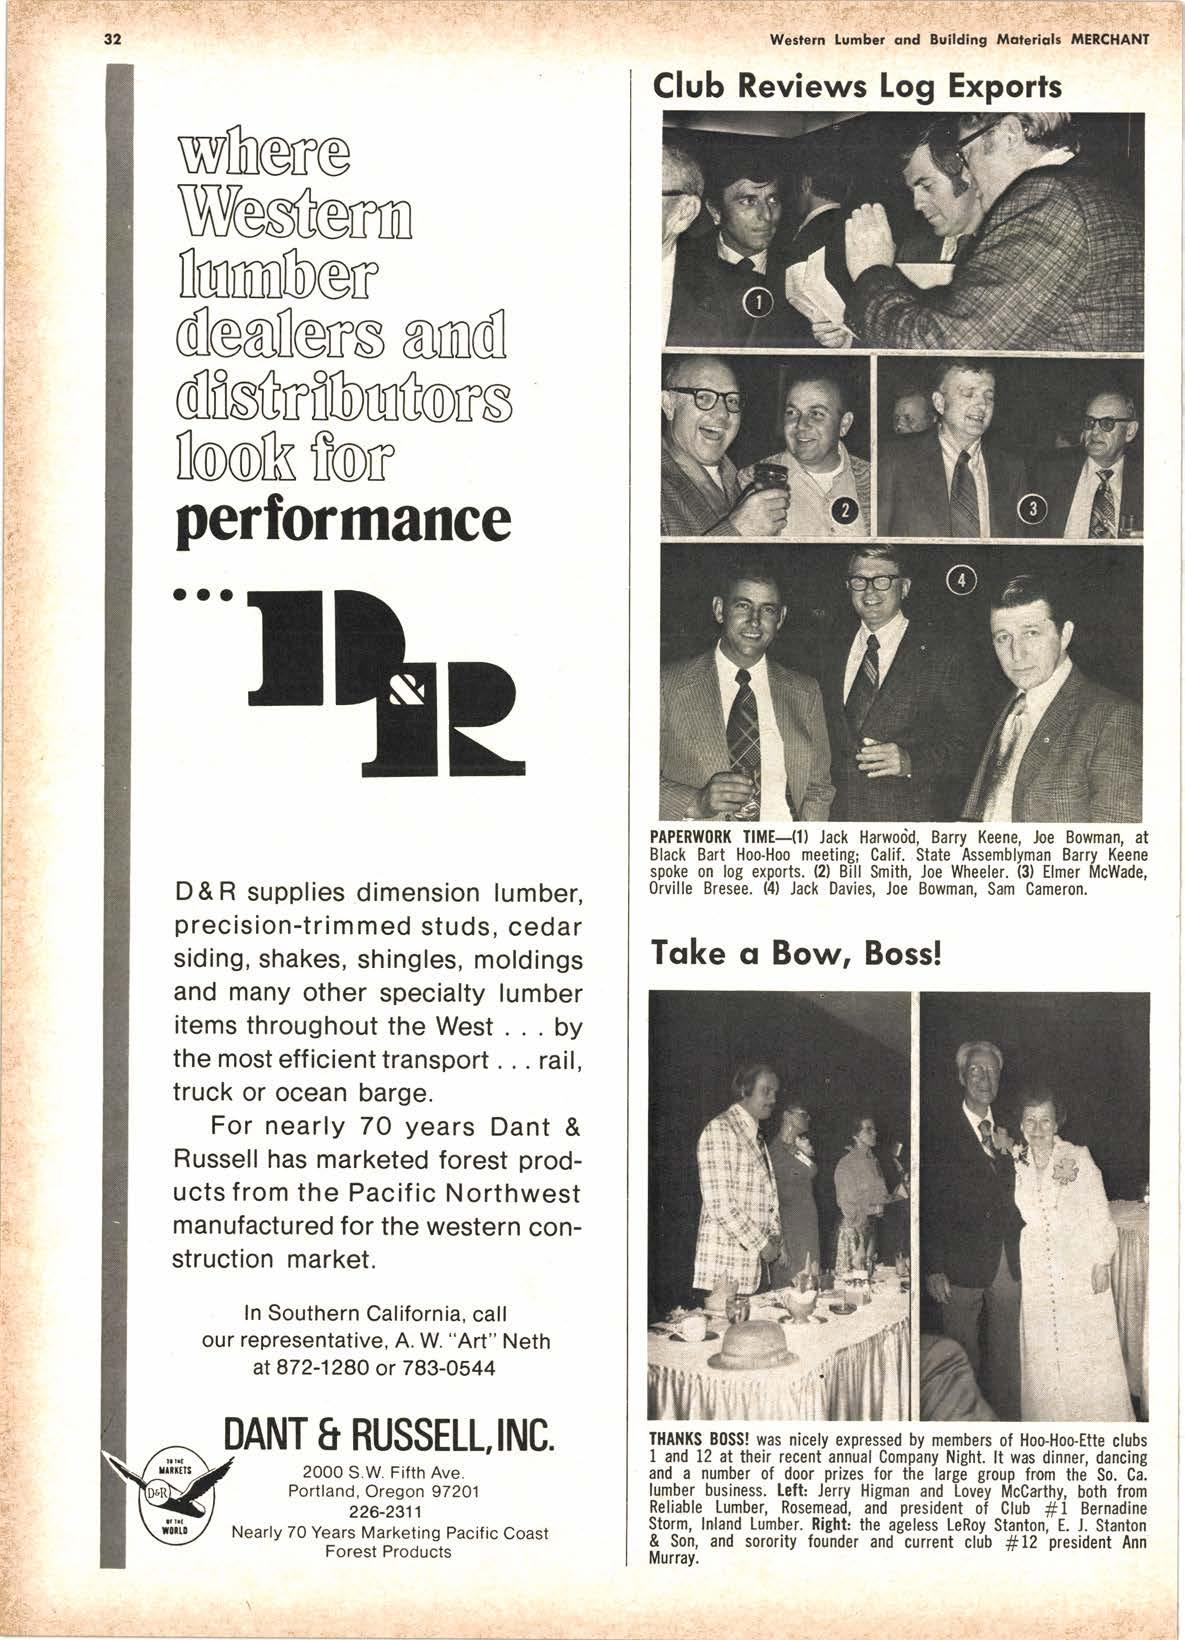 32
Western Lumber and Building Materials MERCHANT
where
Western
lumber
dealers and
distributors
look for
performance
...D&R
D & R supplies dimension lumber,
precision-trimmed studs, cedar
siding, shakes, shingles, moldings
and many other specialty lumber
items throughout the West . . . by
the most efficient transport . . . rail,
truck or ocean barge.
For nearly 70 years Dant &
Russell has marketed forest prod-
ucts from the Pacific Northwest
manufactured for the western con-
struction market.
In Southern California, call
our representative, A. W. "Art" Neth
at 872-1280 or 783-0544
DANT & RUSSELL, INC.
TO THE
MARKETS
D&R
OF THE
WORLD
2000 S.W. Fifth Ave.
Portland, Oregon 97201
226-2311
Nearly 70 Years Marketing Pacific Coast
Forest Products
Club Reviews Log Exports
1
2
3
4
PAPERWORK TIME—(1) Jack Harwood, Barry Keene, Joe Bowman, at
Black Bart Hoo-Hoo meeting; Calif. State Assemblyman Barry Keene
spoke on log exports. (2) Bill Smith, Joe Wheeler. (3) Elmer McWade,
Orville Bresee. (4) Jack Davies, Joe Bowman, Sam Cameron.
Take a Bow, Boss!
THANKS BOSS! was nicely expressed by members of Hoo-Hoo-Ette clubs
1 and 12 at their recent annual Company Night. It was dinner, dancing
and a number of door prizes for the large group from the So. Ca.
lumber business. Left: Jerry Higman and Lovey McCarthy, both from
Reliable Lumber, Rosemead, and president of Club #1 Bernadine
Storm, Inland Lumber. Right: the ageless LeRoy Stanton, E. J. Stanton
& Son, and sorority founder and current club #12 president Ann
Murray.